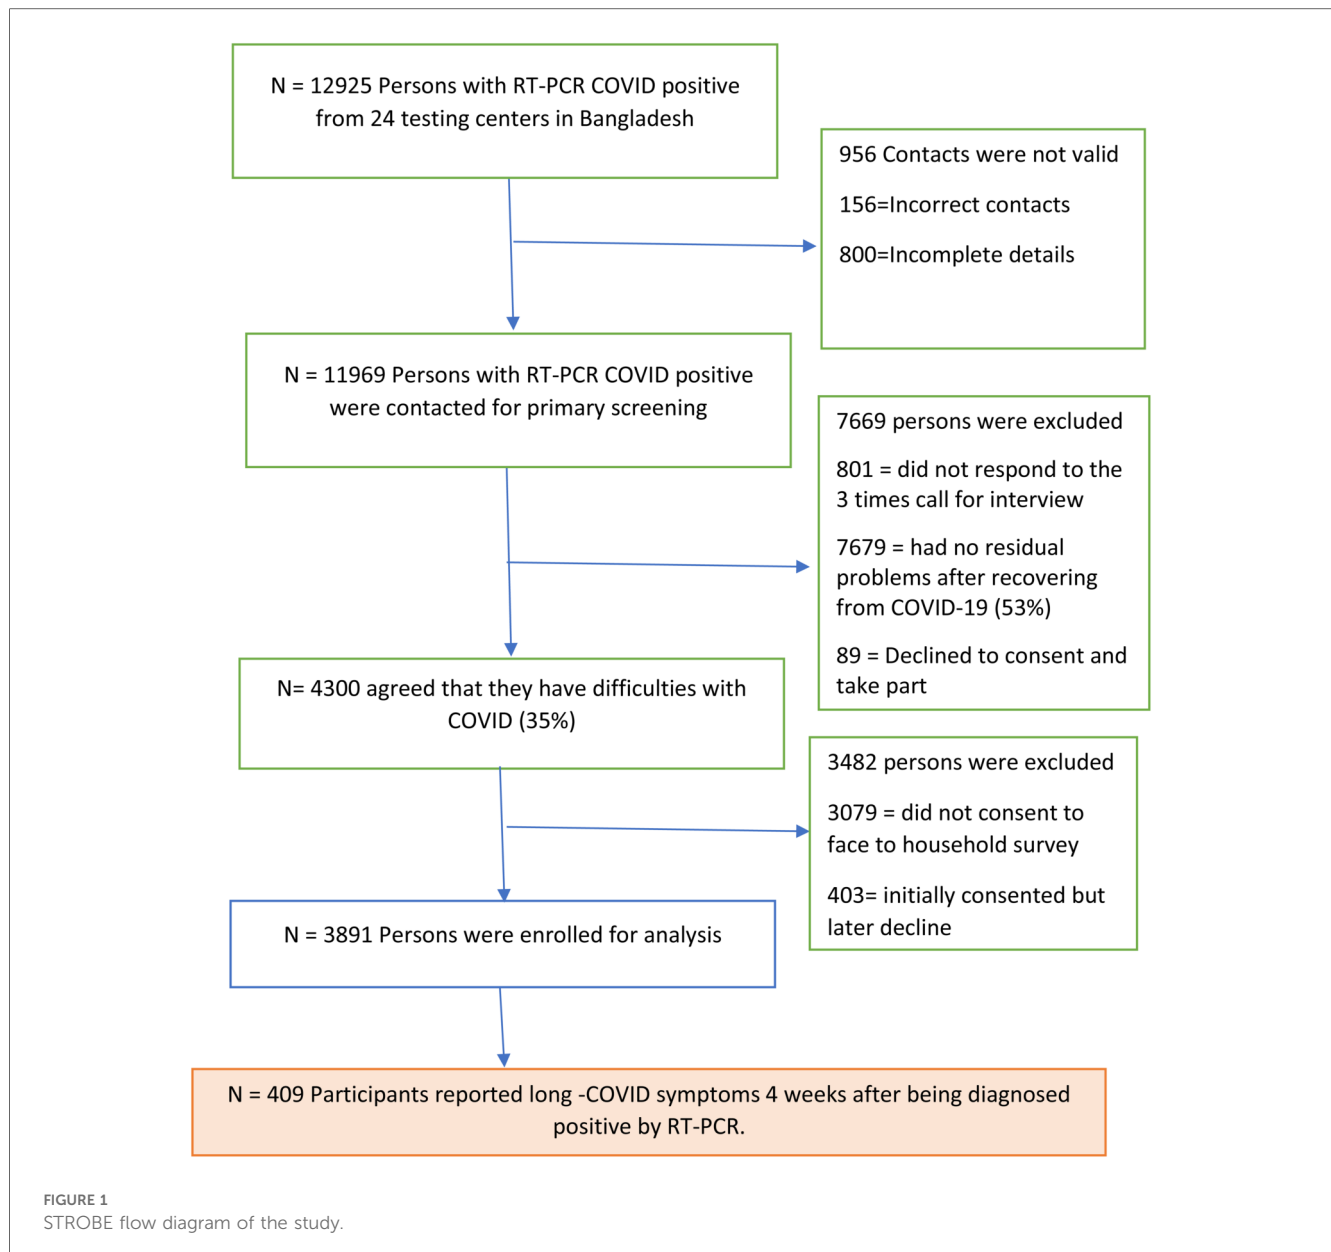 N = 12925 Persons with RT-PCR COVID positive
from 24 testing centers in Bangladesh
956 Contacts were not valid
156=Incorrect contacts
800=Incomplete details
N = 11969 Persons with RT-PCR COVID positive
were contacted for primary screening
7669 persons were excluded
801 = did not respond to the
3 times call for interview
7679 = had no residual
problems after recovering
from COVID-19 (53%)
89 = Declined to consent and
take part
N= 4300 agreed that they have difficulties with
COVID (35%)
3482 persons were excluded
3079 = did not consent to
face to household survey
403= initially consented but
later decline
N = 3891 Persons were enrolled for analysis
N = 409 Participants reported long -COVID symptoms 4 weeks after being diagnosed
positive by RT-PCR.
FIGURE 1
STROBE flow diagram of the study.